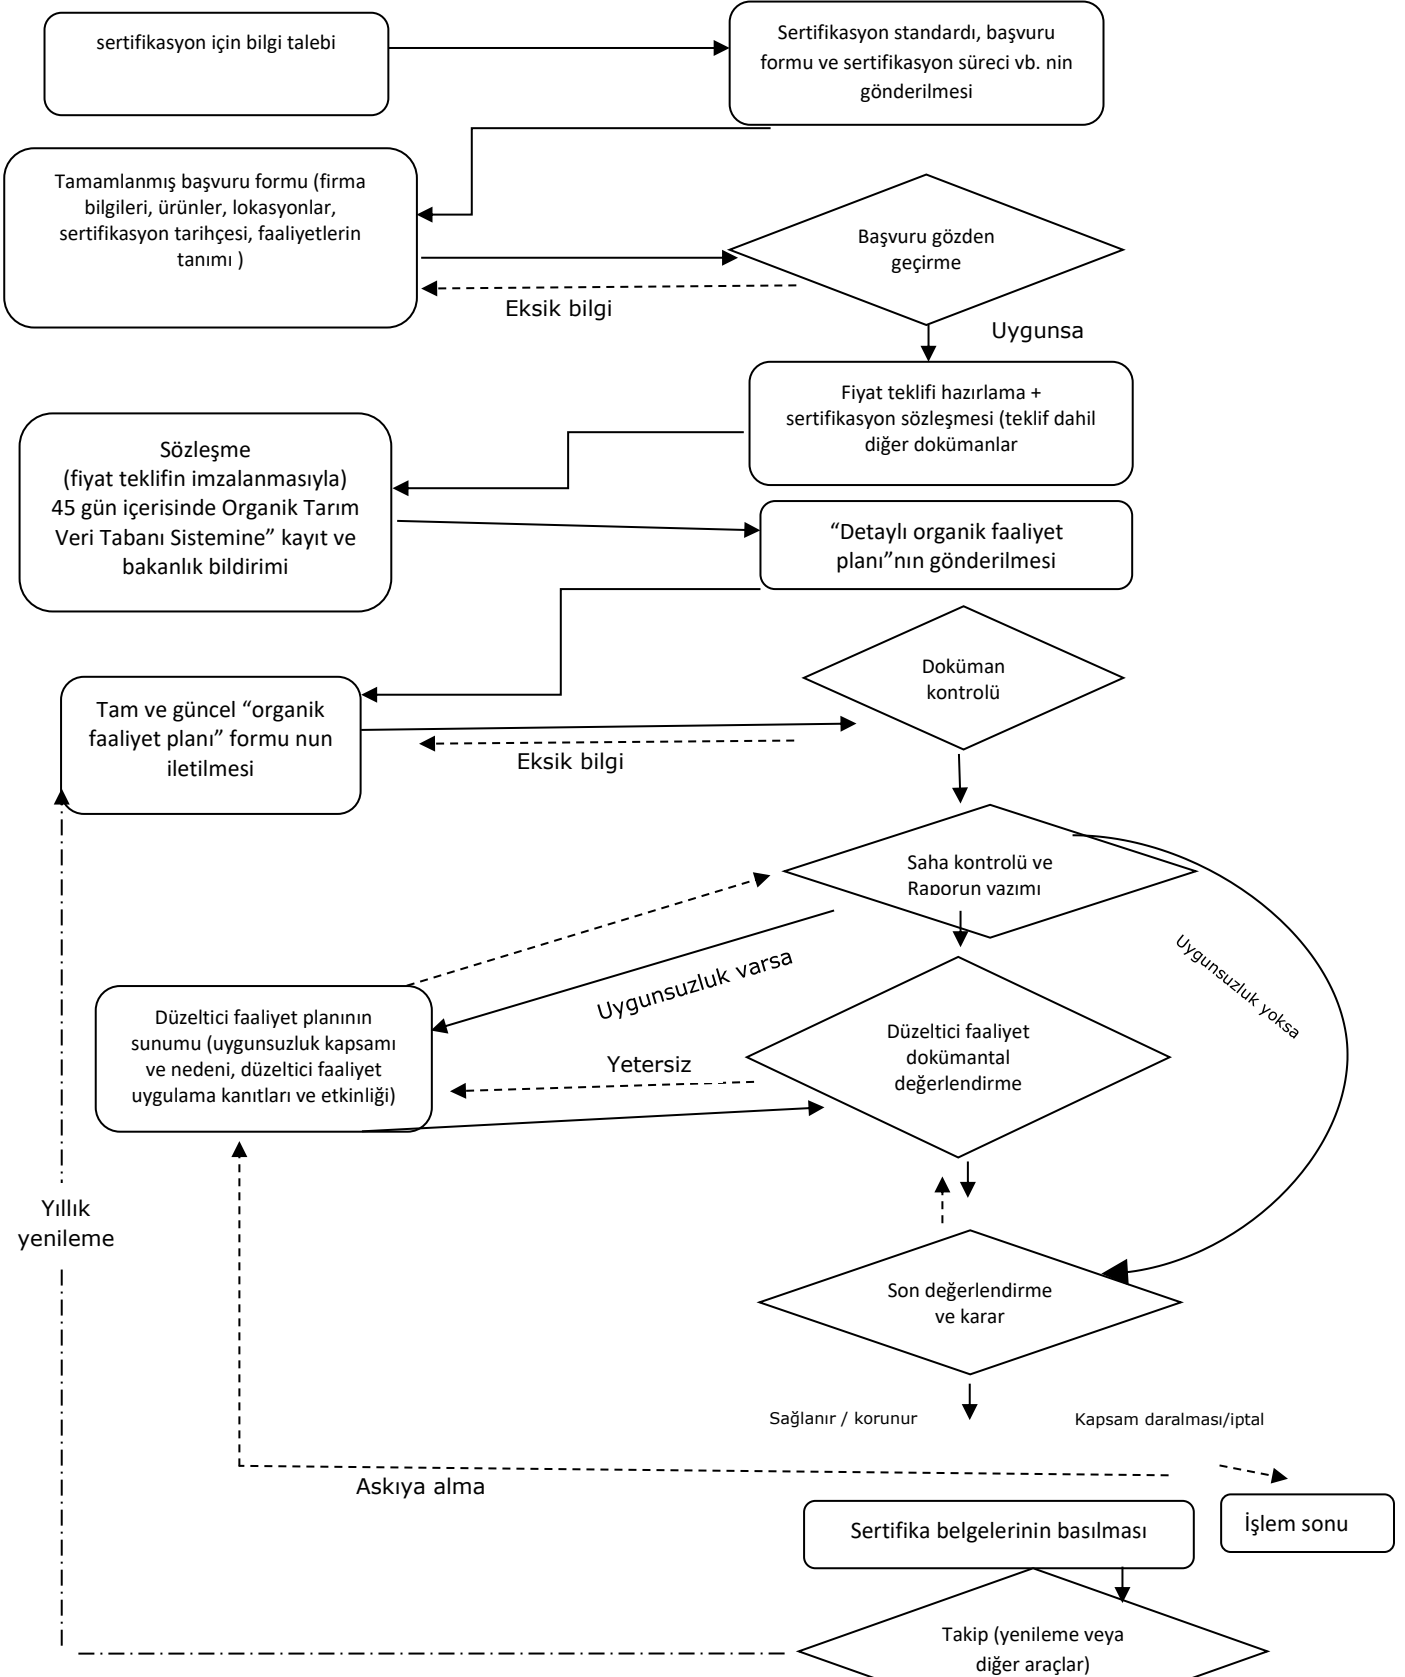 sertifikasyon için bilgi talebi
Sertifikasyon standardı, başvuru
formu ve sertifikasyon süreci vb. nin
gönderilmesi
Tamamlanmış başvuru formu (firma
bilgileri, ürünler, lokasyonlar,
sertifikasyon tarihçesi, faaliyetlerin
tanımı )
Başvuru gözden
geçirme
Eksik bilgi
Uygunsa
Fiyat teklifi hazırlama +
sertifikasyon sözleşmesi (teklif dahil
diğer dokümanlar
Sözleşme
(fiyat teklifin imzalanmasıyla)
45 gün içerisinde Organik Tarım
Veri Tabanı Sistemine” kayıt ve
bakanlık bildirimi
“Detaylı organik faaliyet
planı”nın gönderilmesi
Doküman
kontrolü
Tam ve güncel “organik
faaliyet planı” formu nun
iletilmesi
Eksik bilgi
Saha kontrolü ve
Raporun yazımı
Uygunsuzluk varsa
Uygunsuzluk yoksa
Düzeltici faaliyet planının
sunumu (uygunsuzluk kapsamı
ve nedeni, düzeltici faaliyet
uygulama kanıtları ve etkinliği)
Yetersiz
Düzeltici faaliyet
dokümantal
değerlendirme
Yıllık
yenileme
Son değerlendirme
ve karar
Sağlanır / korunur
Kapsam daralması/iptal
Askıya alma
Sertifika belgelerinin basılması
İşlem sonu
Takip (yenileme veya
diğer araçlar)